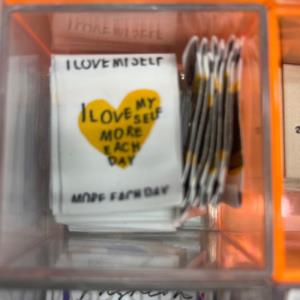 I LOVE MYSELF
I LOVE MY
SELF
MORE
EACH
DAY
MORE EACH DAY